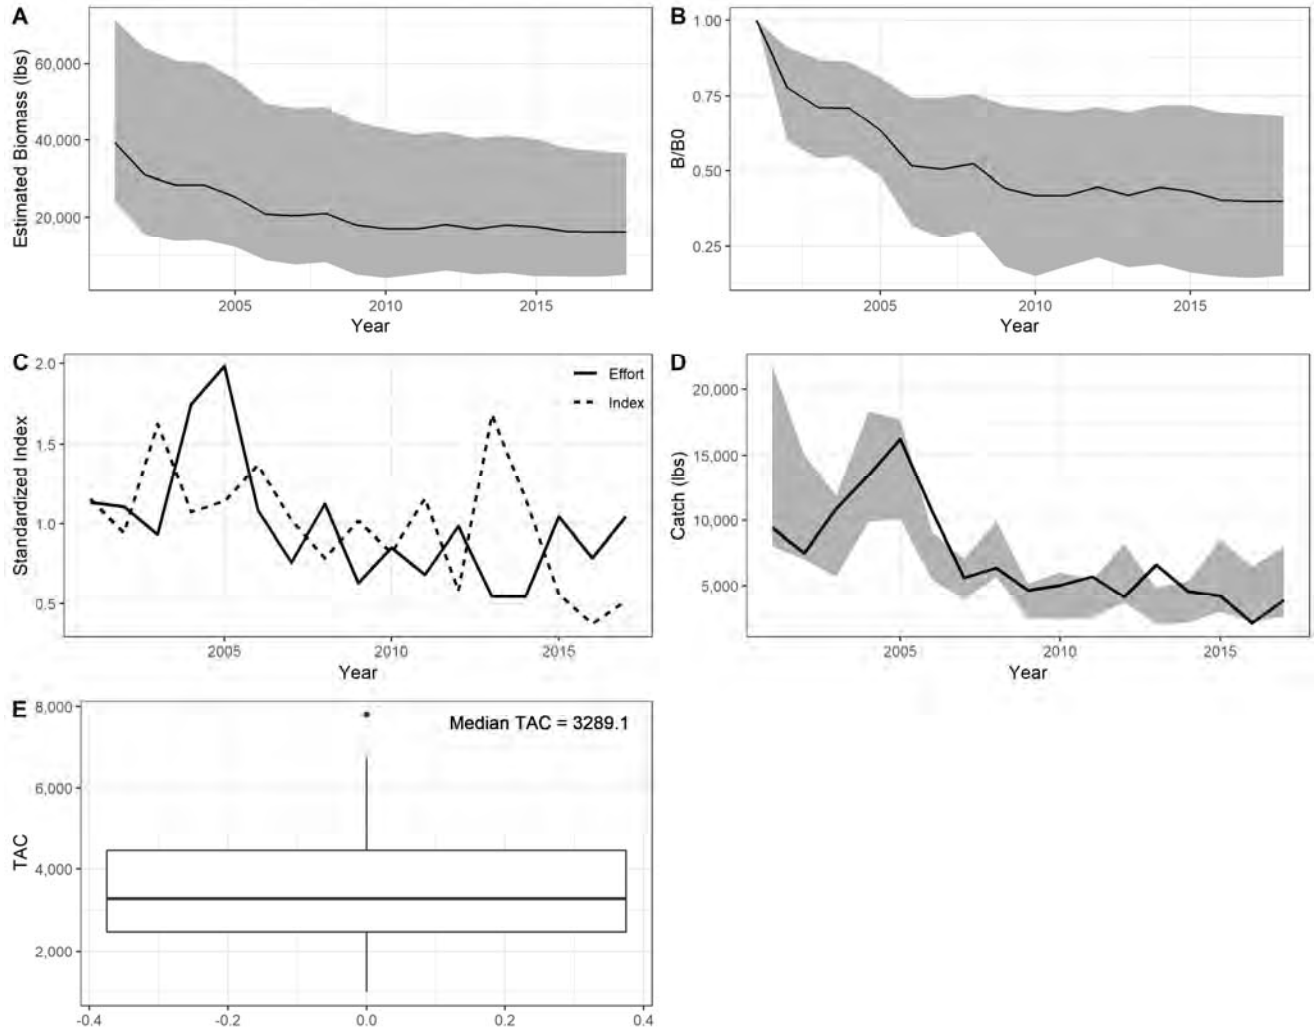 A
Estimated Biomass (lbs)
60,000
40,000
20,000
2005
2010
2015
Year
B
B/B0
1.00
0.75
0.50
0.25
2005
2010
2015
Year
C
Standardized Index
2.0
1.5
1.0
0.5
Effort
Index
2005
2010
2015
Year
D
Catch (lbs)
20,000
15,000
10,000
5,000
2005
2010
2015
Year
E
TAC
8,000
6,000
4,000
2,000
Median TAC = 3289.1
-0.4
-0.2
0.0
0.2
0.4